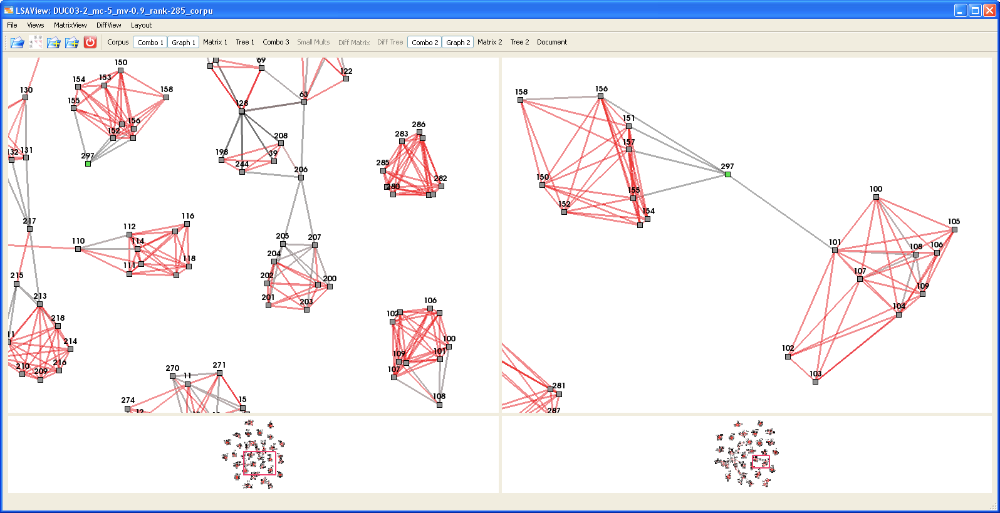 LSAView: DUC03-2_mc-5_mv-0.9_rank-285_corpu
File Views MatrixView DiffView Layout
Corpus Combo 1 Graph 1 Matrix 1 Tree 1 Combo 3 Small Mults Diff Matrix Diff Tree Combo 2 Graph 2 Matrix 2 Tree 2 Document
150 69
154 153 122
130 158 63
155 128
156 286
152 208 283
132 131 297 198 39
244 206 285
280 282
217 112 116
110 114 205 207
111 118 204
215 202 200
213 201 203 106
218 102
11 214 100
210 216 109 101
209 107
270 271
11
274 15 108
12
158 156
151
157
297
150
155 100
152 154
105
101 108 106
107
109
104
102
103
281
287